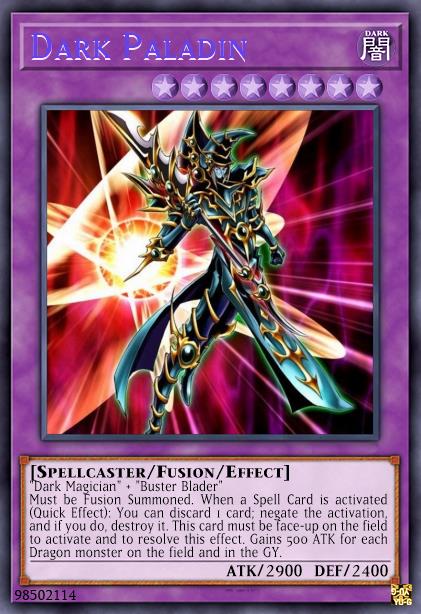 Dark Paladin
DARK
闇
[Spellcaster/Fusion/Effect]
"Dark Magician" + "Buster Blader"
Must be Fusion Summoned. When a Spell Card is activated
(Quick Effect): You can discard 1 card; negate the activation,
and if you do, destroy it. This card must be face-up on the field
to activate and to resolve this effect. Gains 500 ATK for each
Dragon monster on the field and in the GY.
ATK/2900 DEF/2400
98502114